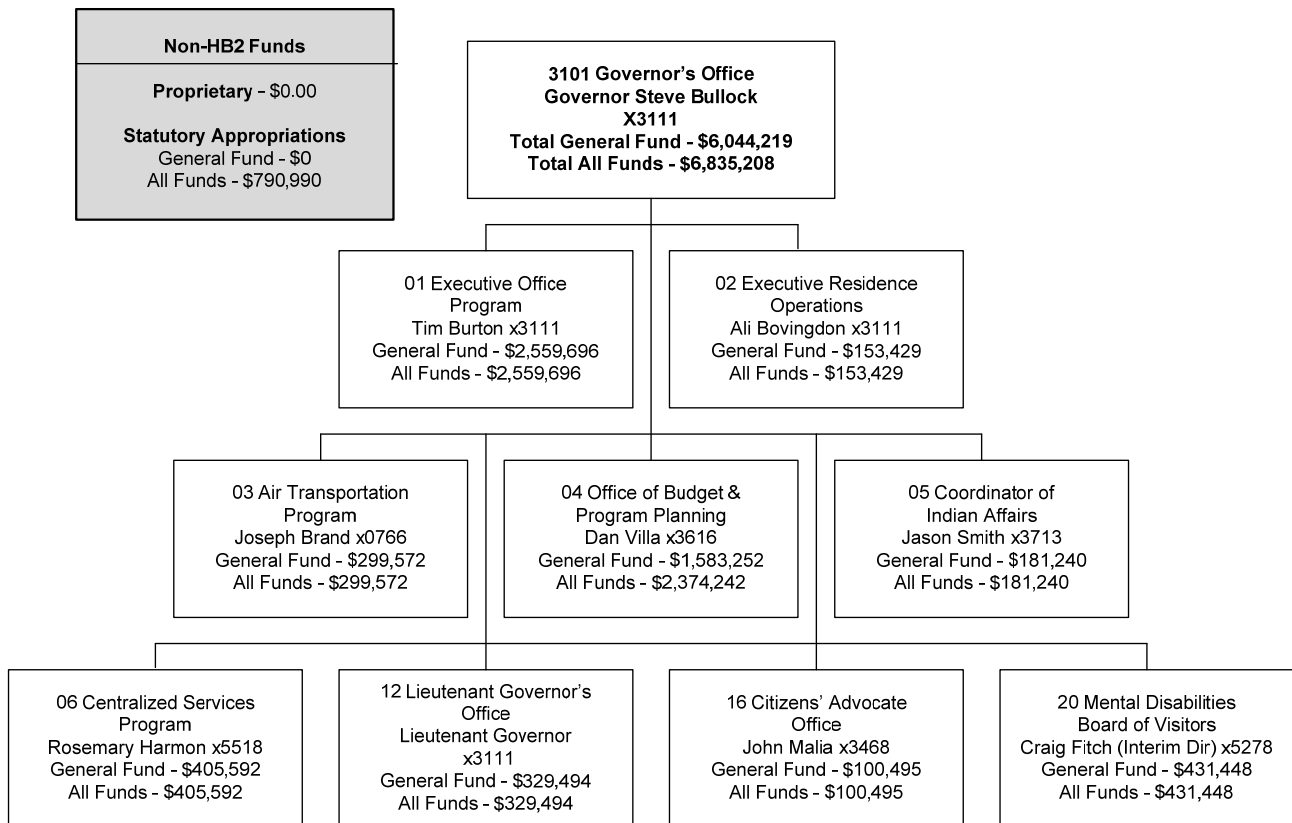 Non-HB2 Funds
Proprietary - $0.00
Statutory Appropriations
General Fund - $0
All Funds - $790,990
3101 Governor’s Office
Governor Steve Bullock
X3111
Total General Fund - $6,044,219
Total All Funds - $6,835,208
01 Executive Office
Program
Tim Burton x3111
General Fund - $2,559,696
All Funds - $2,559,696
02 Executive Residence
Operations
Ali Bovingdon x3111
General Fund - $153,429
All Funds - $153,429
03 Air Transportation
Program
Joseph Brand x0766
General Fund - $299,572
All Funds - $299,572
04 Office of Budget &
Program Planning
Dan Villa x3616
General Fund - $1,583,252
All Funds - $2,374,242
05 Coordinator of
Indian Affairs
Jason Smith x3713
General Fund - $181,240
All Funds - $181,240
06 Centralized Services
Program
Rosemary Harmon x5518
General Fund - $405,592
All Funds - $405,592
12 Lieutenant Governor’s
Office
Lieutenant Governor
x3111
General Fund - $329,494
All Funds - $329,494
16 Citizens’ Advocate
Office
John Malia x3468
General Fund - $100,495
All Funds - $100,495
20 Mental Disabilities
Board of Visitors
Craig Fitch (Interim Dir) x5278
General Fund - $431,448
All Funds - $431,448